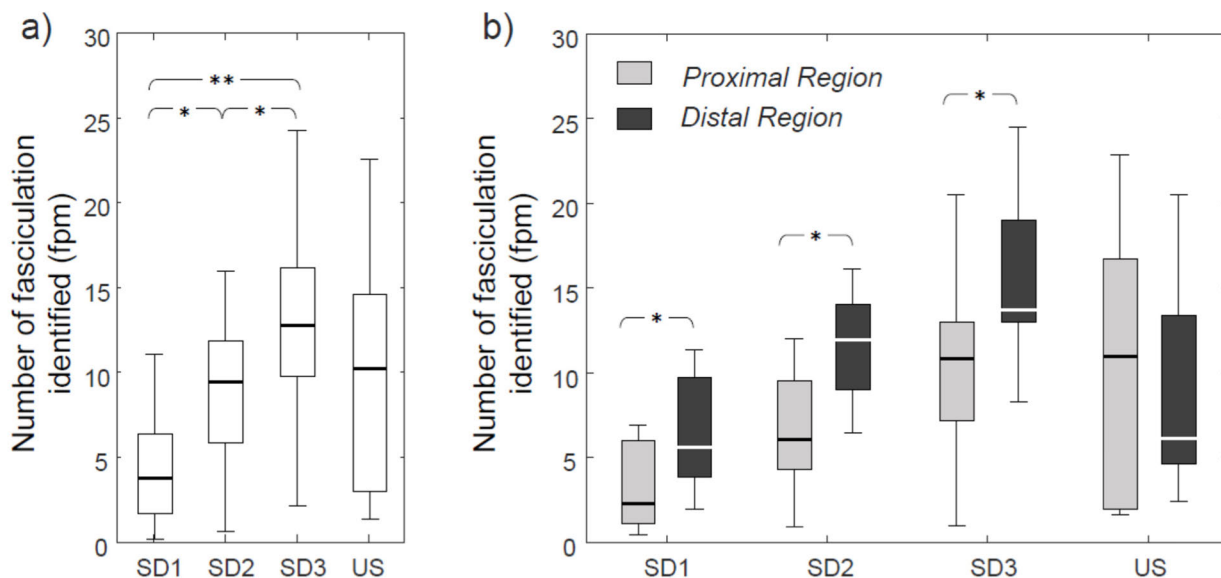 a)
30
25
20
15
10
5
0
Number of fasciculation
identified (fpm)
**
*
*
SD1 SD2 SD3 US
b)
30
25
20
15
10
5
0
Number of fasciculation
identified (fpm)
Proximal Region
Distal Region
*
*
*
SD1 SD2 SD3 US